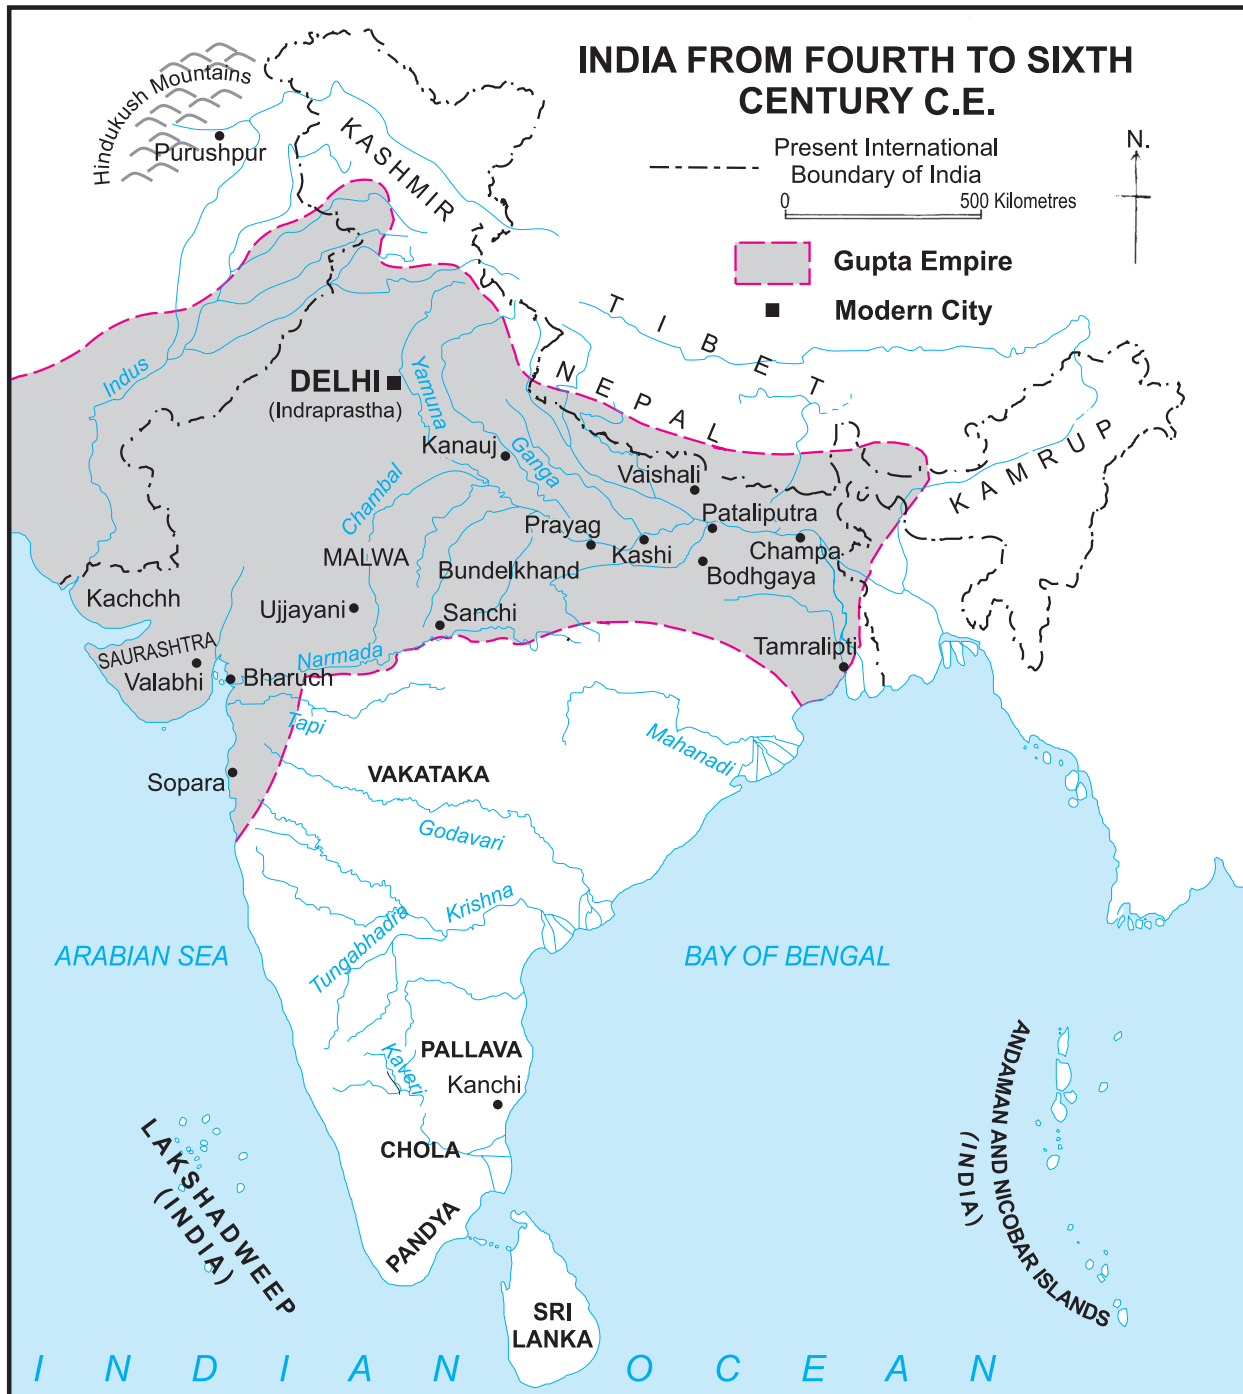 INDIA FROM FOURTH TO SIXTH
CENTURY C.E.
Present International
Boundary of India
0 500 Kilometres
N.
Gupta Empire
Modern City
Hindukush Mountains
Purushpur
KASHMIR
TIBET
NEPAL
KAMRUP
Indus
DELHI
(Indraprastha)
Yamuna
Kanauj
Ganga
Vaishali
Chambal
Pataliputra
Prayag
Kashi
Champa
MALWA
Bundelkhand
Bodhgaya
Kachchh
Ujjayani
Sanchi
SAURASHTRA
Narmada
Tamralipti
Valabhi
Bharuch
Tapi
Mahanadi
Sopara
VAKATAKA
Godavari
Krishna
Tungabhadra
ARABIAN SEA
BAY OF BENGAL
PALLAVA
Kaveri
Kanchi
CHOLA
PANDYA
LAKSHADWEEP
(INDIA)
ANDAMAN AND NICOBAR ISLANDS
(INDIA)
SRI
LANKA
INDIAN OCEAN